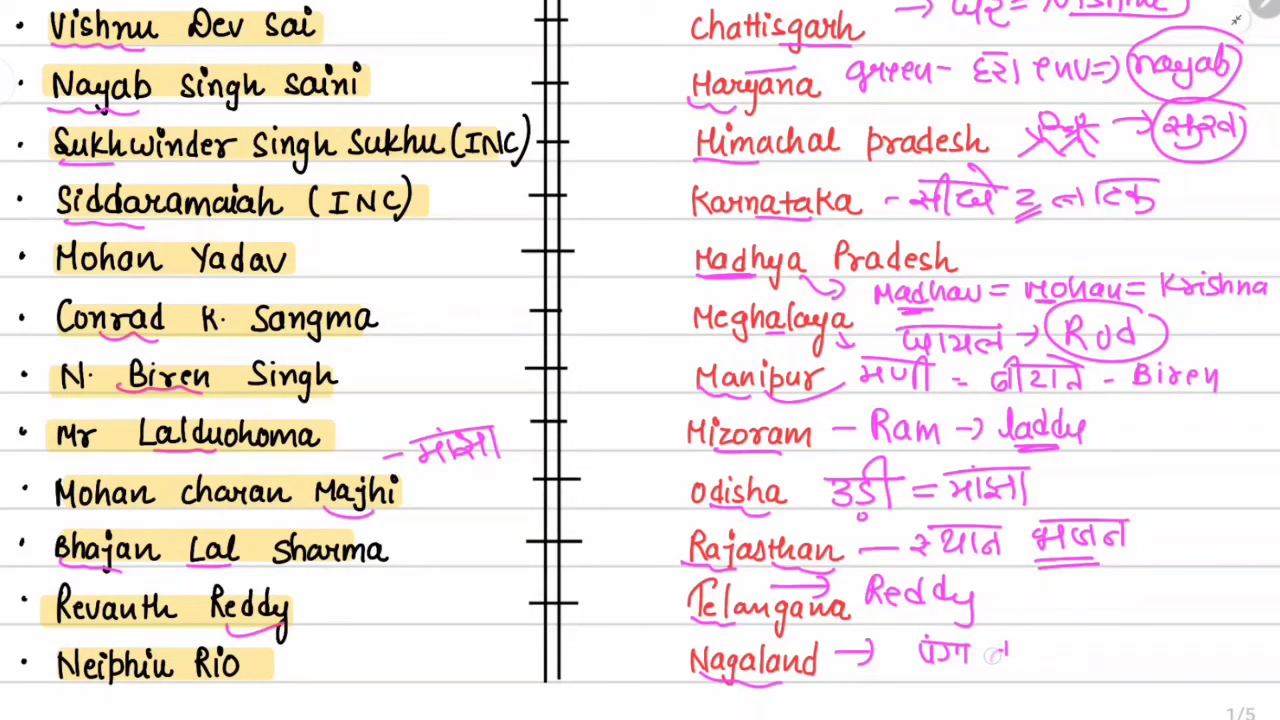 • Vishnu Dev Sai Chattisgarh →
• Nayab Singh Saini Haryana green - nayab
• Sukhwinder Singh Sukhu (INC) Himachal pradesh →
• Siddaramaiah (INC) Karnataka -
• Mohan Yadav Madhya Pradesh
Madhav = Mohan = Krishna
• Conrad K. Sangma Meghalaya घायल → Rod
• N. Biren Singh Manipur मणी = - Biren
• Mr Lalduohoma Mizoram - Ram → laddu
- मांझा
• Mohan charan Majhi Odisha उड़ी = मांझा
• Bhajan Lal Sharma Rajasthan - स्थान भजन
• Revanth Reddy Telangana → Reddy
• Neiphiu Rio Nagaland →
1/5